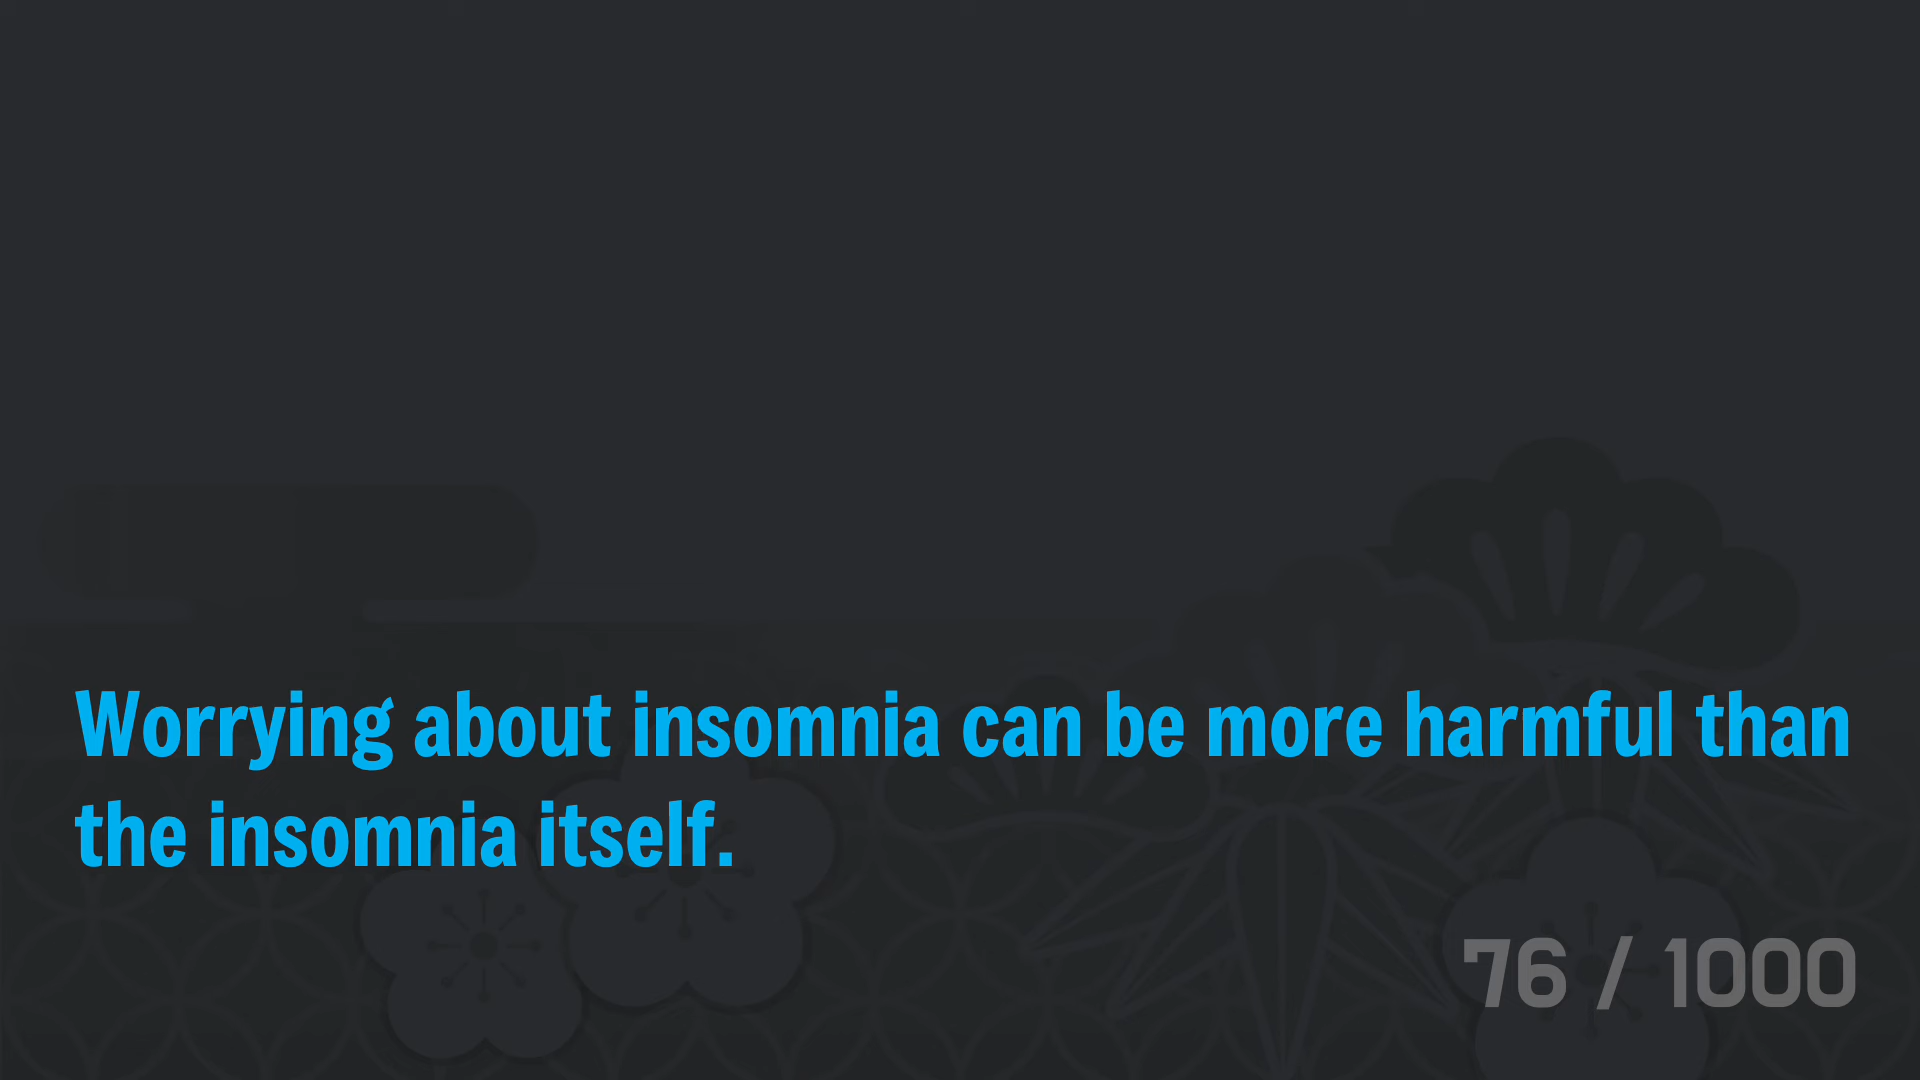 Worrying about insomnia can be more harmful than
the insomnia itself.
76 / 1000